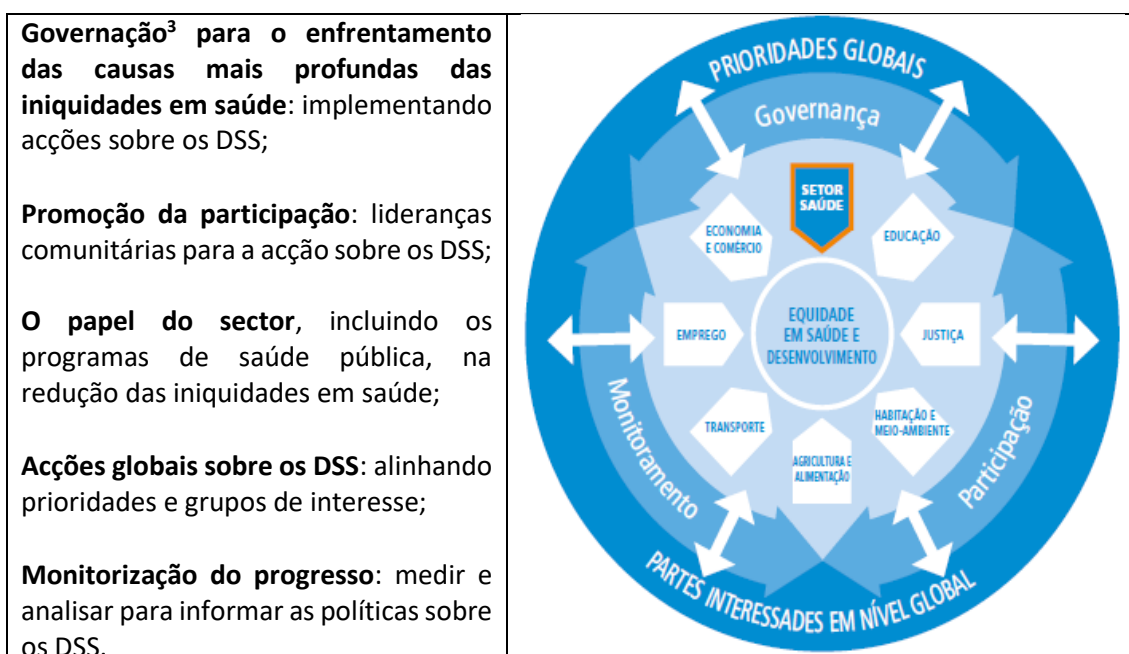 Governação³ para o enfrentamento
das causas mais profundas das
iniquidades em saúde: implementando
acções sobre os DSS;
Promoção da participação: lideranças
comunitárias para a acção sobre os DSS;
O papel do sector, incluindo os
programas de saúde pública, na
redução das iniquidades em saúde;
Acções globais sobre os DSS: alinhando
prioridades e grupos de interesse;
Monitorização do progresso: medir e
analisar para informar as políticas sobre
os DSS.
PRIORIDADES GLOBAIS
Governança
SETOR
SAÚDE
ECONOMIA
E COMÉRCIO
EDUCAÇÃO
EMPREGO
EQUIDADE
EM SAÚDE E
DESENVOLVIMENTO
JUSTIÇA
TRANSPORTE
HABITAÇÃO E
MEIO-AMBIENTE
AGRICULTURA E
ALIMENTAÇÃO
Monitoramento
Participação
PARTES INTERESSADES EM NÍVEL GLOBAL